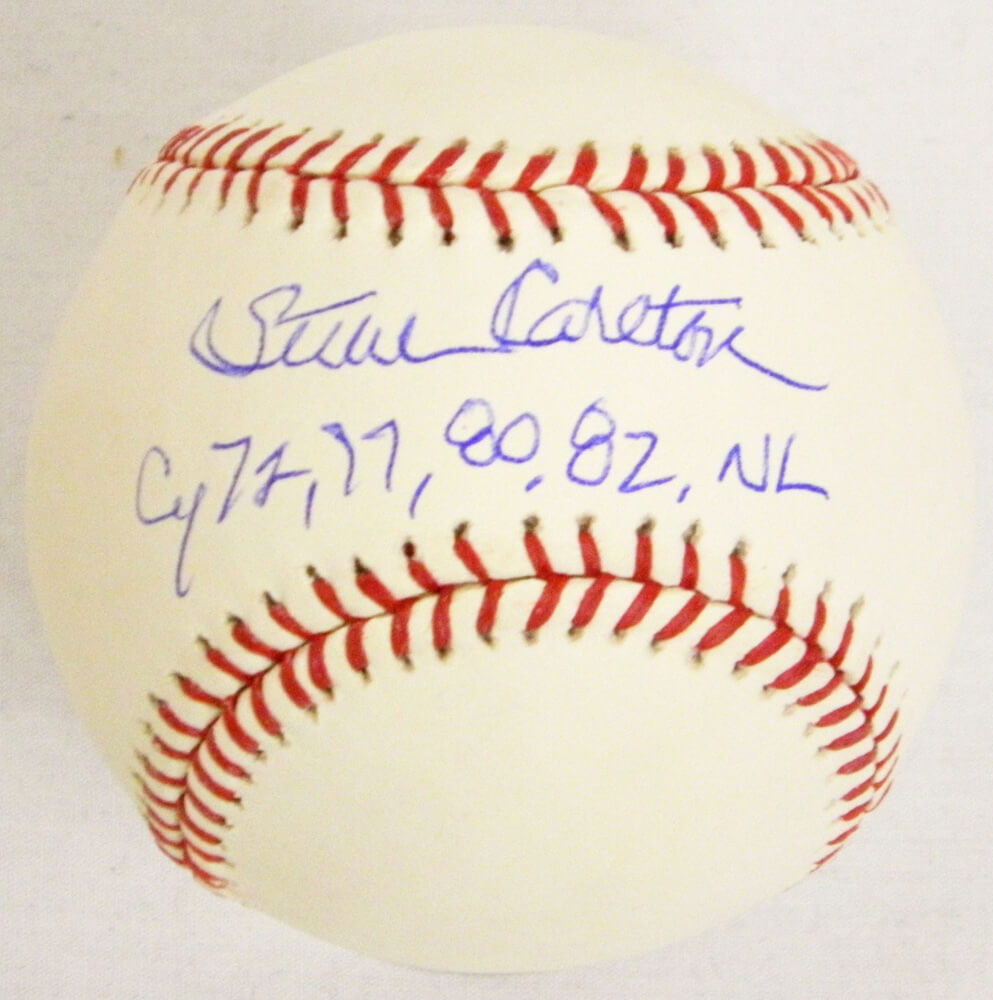 Steve Carlton
Cy 72, 77, 80, 82, NL